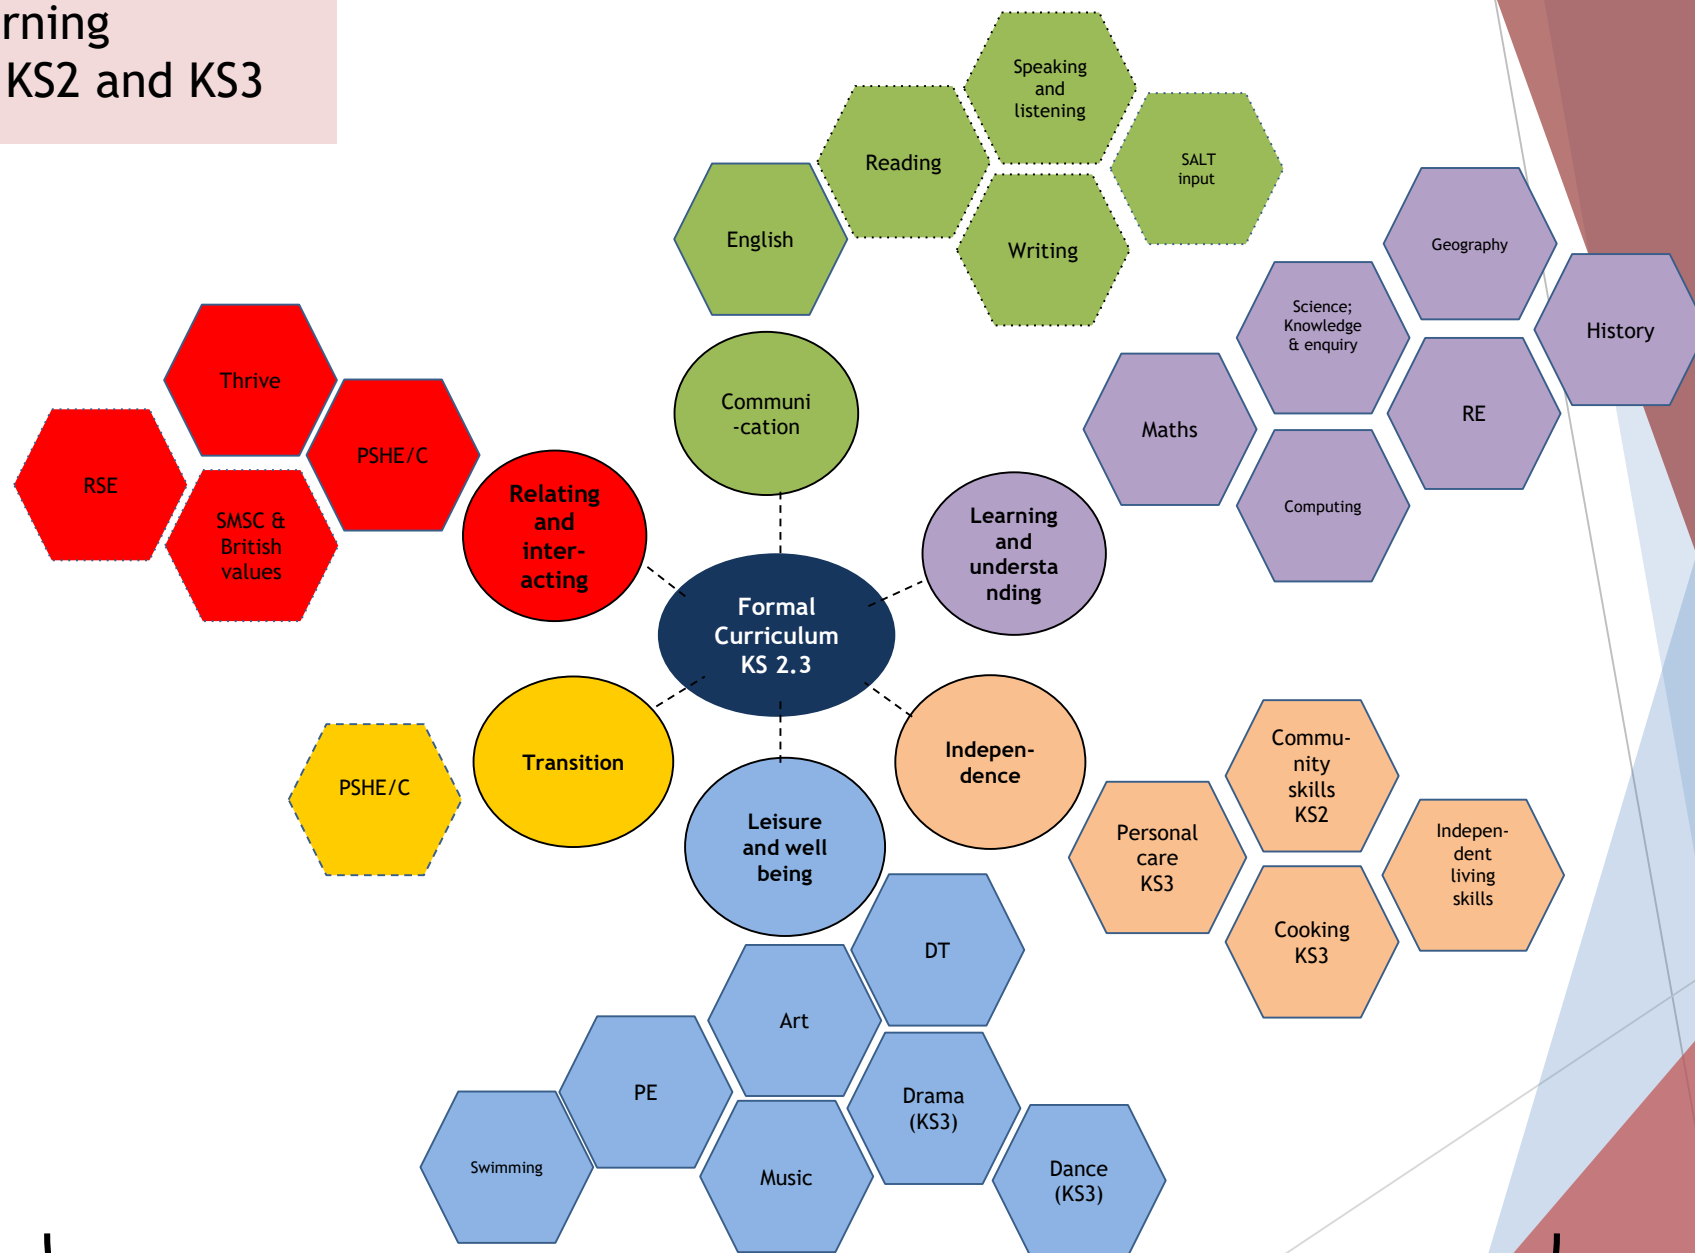 rning
KS2 and KS3
Speaking
and
listening
Reading
SALT
input
English
Writing
Geography
Science;
Knowledge
& enquiry
History
Thrive
Communi
-cation
Maths
RE
PSHE/C
RSE
SMSC &
British
values
Relating
and
inter-
acting
Learning
and
understa
nding
Computing
Formal
Curriculum
KS 2.3
PSHE/C
Transition
Leisure
and well
being
Indepen-
dence
Commu-
nity
skills
KS2
Personal
care
KS3
Indepen-
dent
living
skills
Cooking
KS3
DT
Art
PE
Drama
(KS3)
Swimming
Music
Dance
(KS3)